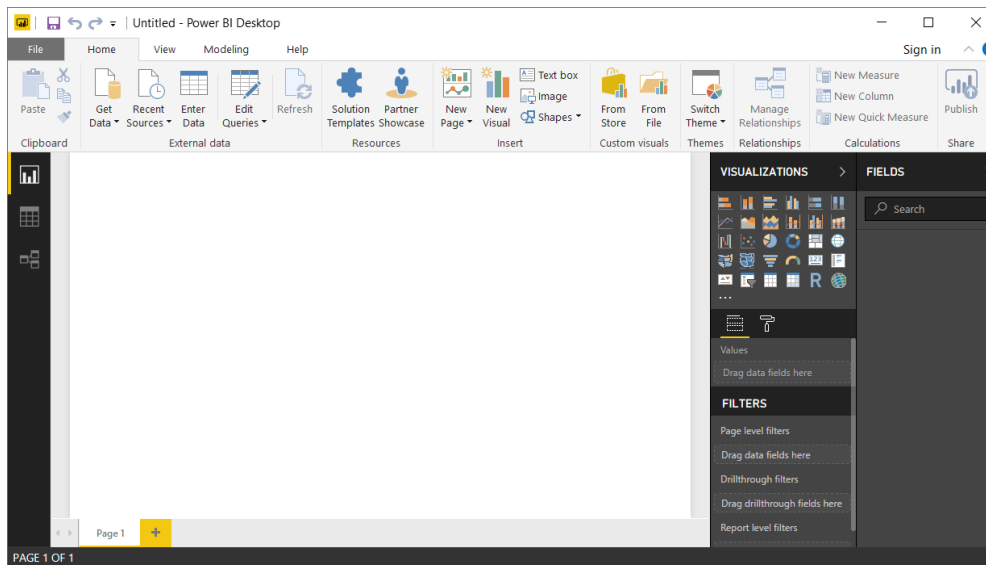 Untitled - Power BI Desktop
File Home View Modeling Help Sign in
Paste
Clipboard
Get Data
Recent Sources
Enter Data
Edit Queries
Refresh
External data
Solution Templates
Partner Showcase
Resources
New Page
New Visual
Text box
Image
Shapes
Insert
From Store
From File
Custom visuals
Switch Theme
Themes
Manage Relationships
Relationships
New Measure
New Column
New Quick Measure
Calculations
Publish
Share
VISUALIZATIONS
123
R
Values
Drag data fields here
FILTERS
Page level filters
Drag data fields here
Drillthrough filters
Drag drillthrough fields here
Report level filters
FIELDS
Search
Page 1
PAGE 1 OF 1